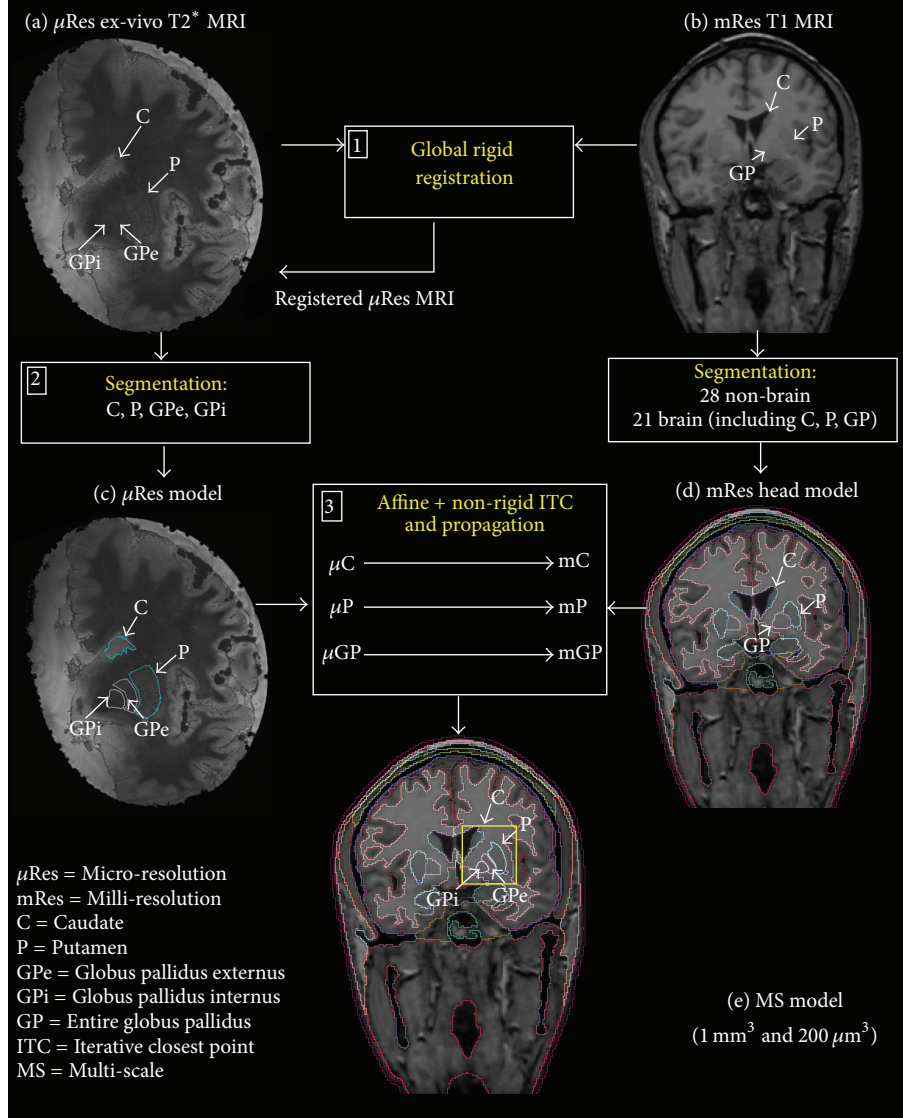 (a) μRes ex-vivo T2* MRI
(b) mRes T1 MRI
C
P
GPi
GPe
1
Global rigid
registration
C
P
GP
Registered μRes MRI
2
Segmentation:
C, P, GPe, GPi
Segmentation:
28 non-brain
21 brain (including C, P, GP)
(c) μRes model
C
P
GPi
GPe
3
Affine + non-rigid ITC
and propagation
μC
mC
μP
mP
μGP
mGP
(d) mRes head model
C
P
GP
C
P
GPi
GPe
μRes = Micro-resolution
mRes = Milli-resolution
C = Caudate
P = Putamen
GPe = Globus pallidus externus
GPi = Globus pallidus internus
GP = Entire globus pallidus
ITC = Iterative closest point
MS = Multi-scale
(e) MS model
(1 mm³ and 200 μm³)